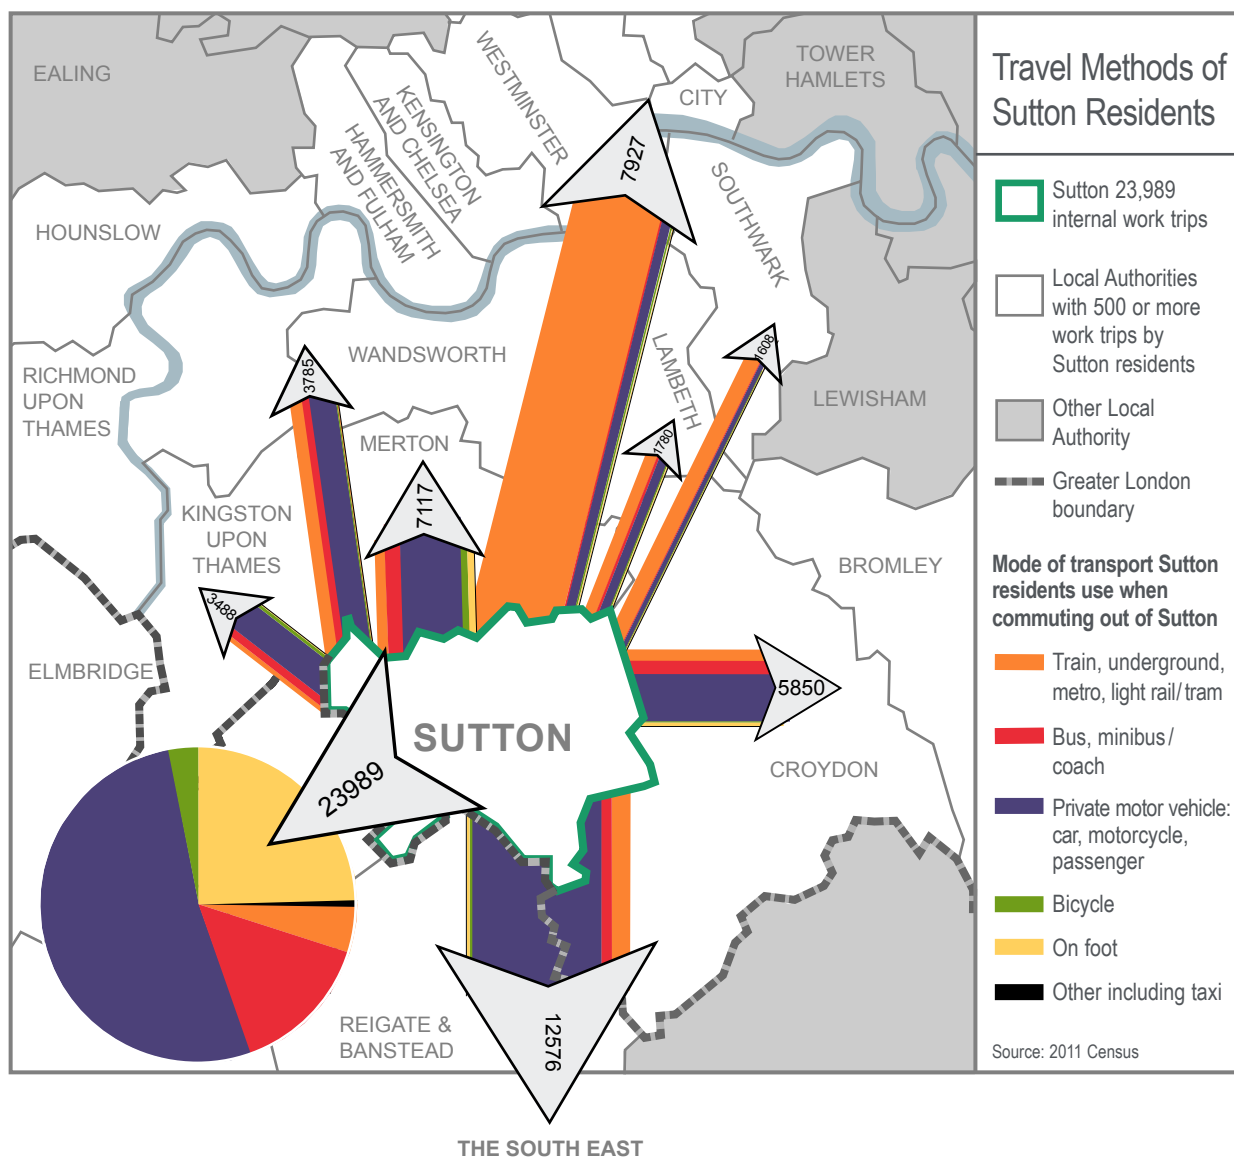 EALING
HOUNSLOW
RICHMOND
UPON
THAMES
KENSINGTON
AND CHELSEA
HAMMERSMITH
AND FULHAM
WESTMINSTER
CITY
TOWER
HAMLETS
SOUTHWARK
LAMBETH
LEWISHAM
WANDSWORTH
MERTON
KINGSTON
UPON
THAMES
ELMBRIDGE
BROMLEY
CROYDON
SUTTON
REIGATE &
BANSTEAD
THE SOUTH EAST
7927
3785
1608
1780
7117
3488
5850
23989
12576
Travel Methods of
Sutton Residents
Sutton 23,989
internal work trips
Local Authorities
with 500 or more
work trips by
Sutton residents
Other Local
Authority
Greater London
boundary
Mode of transport Sutton
residents use when
commuting out of Sutton
Train, underground,
metro, light rail/tram
Bus, minibus/
coach
Private motor vehicle:
car, motorcycle,
passenger
Bicycle
On foot
Other including taxi
Source: 2011 Census